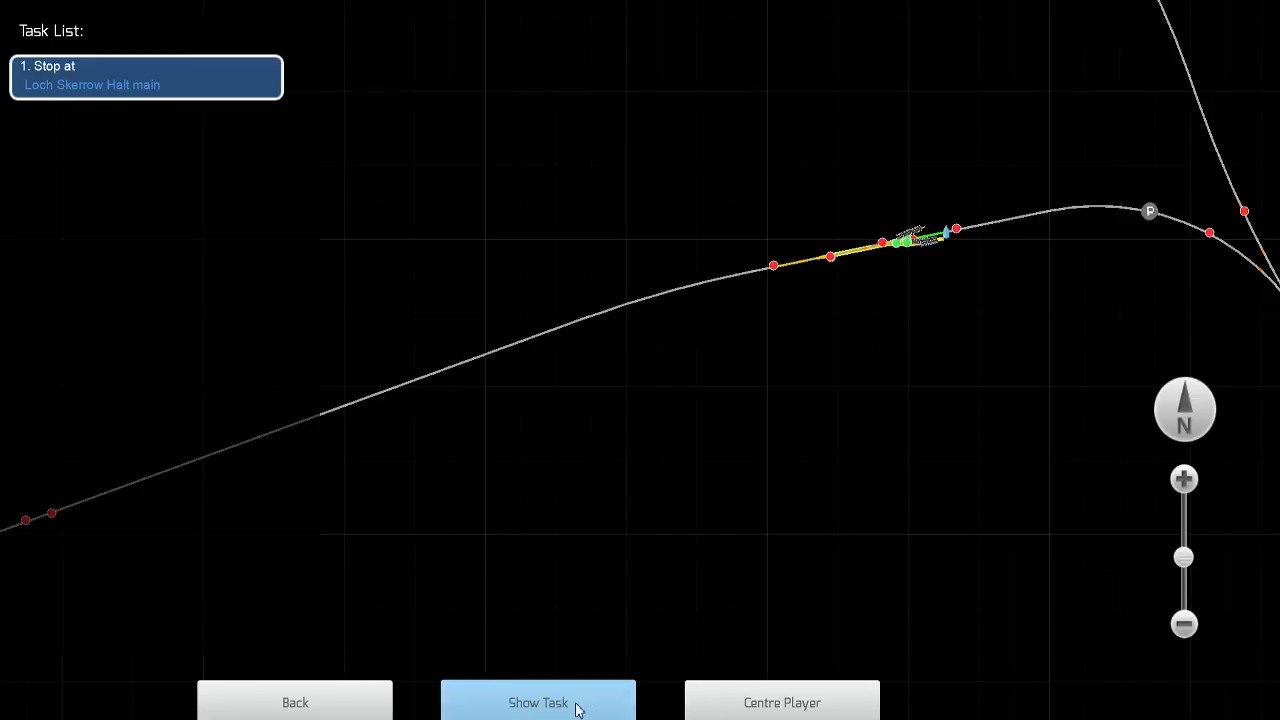 Task List:
1. Stop at
Loch Skerrow Halt main
P
N
Back
Show Task
Centre Player